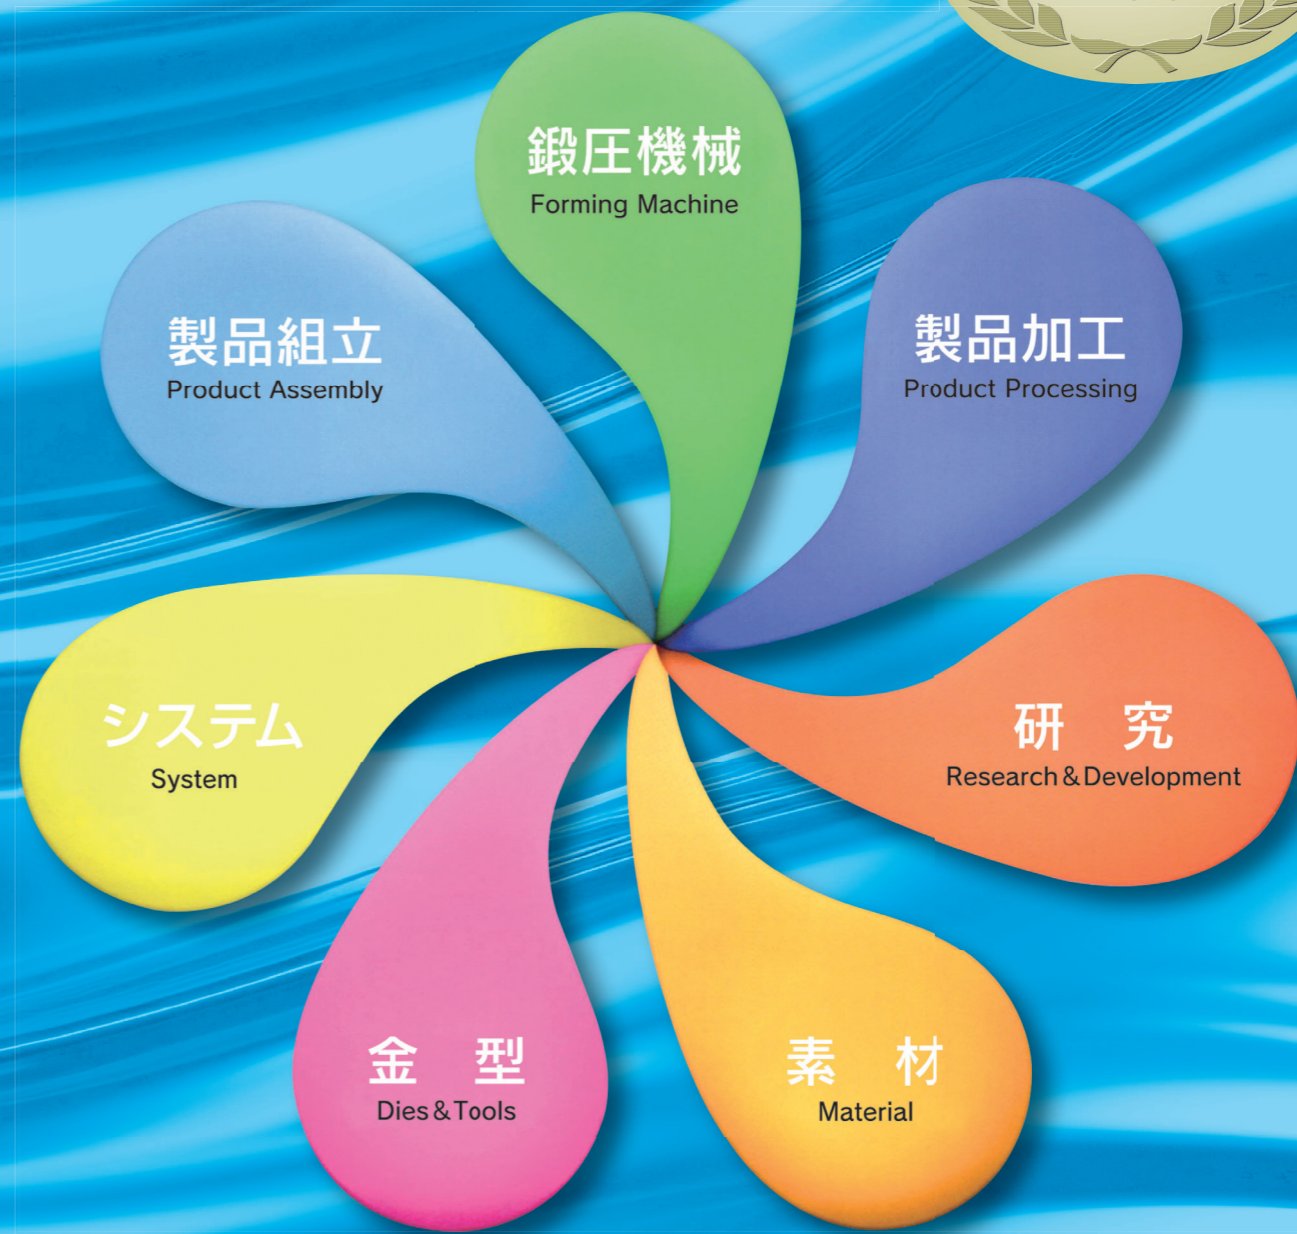 鍛圧機械
Forming Machine
製品加工
Product Processing
研 究
Research&Development
素 材
Material
金 型
Dies&Tools
システム
System
製品組立
Product Assembly